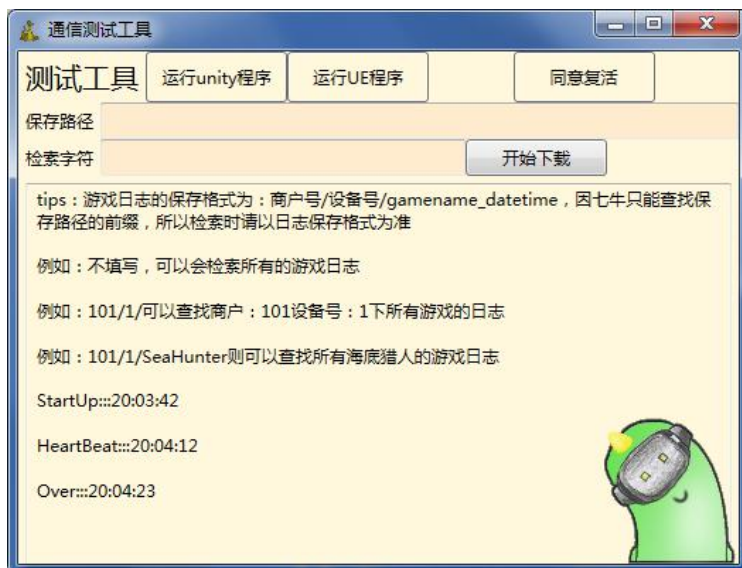 通信测试工具
测试工具 运行unity程序 运行UE程序 同意复活
保存路径
检索字符 开始下载
tips：游戏日志的保存格式为：商户号/设备号/gamename_datetime，因七牛只能查找保
存路径的前缀，所以检索时请以日志保存格式为准
例如：不填写，可以会检索所有的游戏日志
例如：101/1/可以查找商户：101设备号：1下所有游戏的日志
例如：101/1/SeaHunter则可以查找所有海底猎人的游戏日志
StartUp:::20:03:42
HeartBeat:::20:04:12
Over:::20:04:23